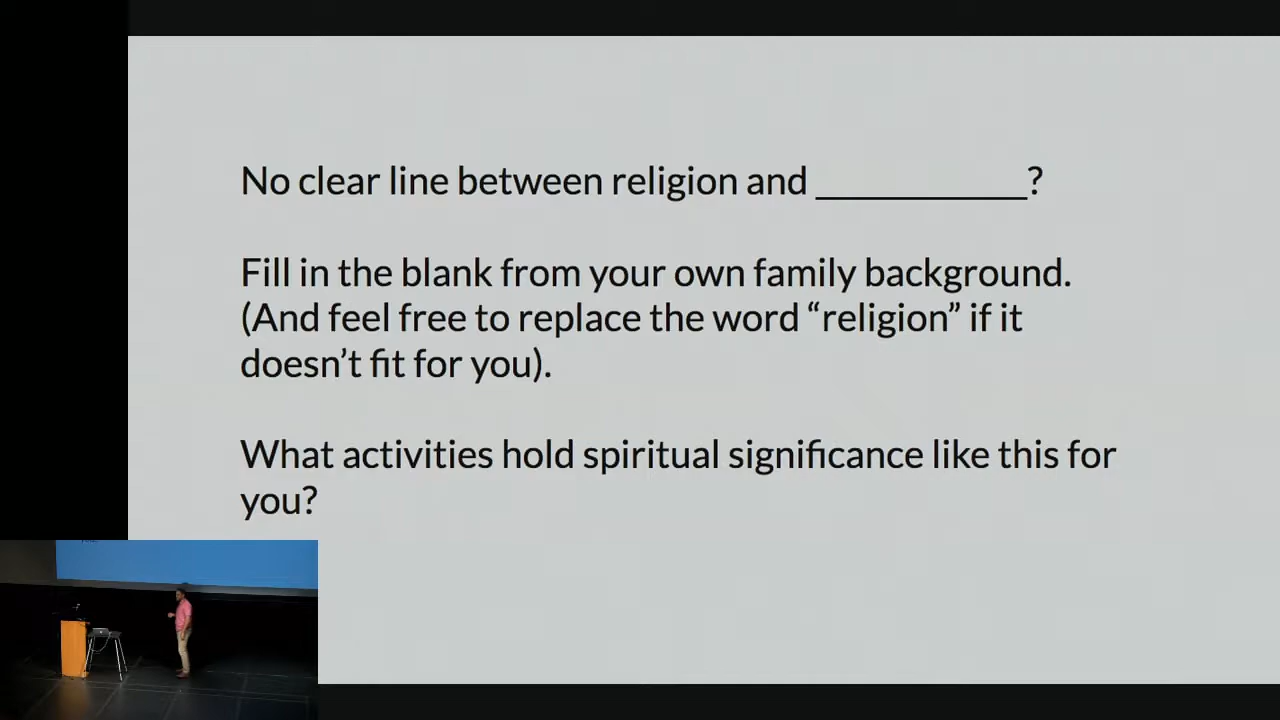 No clear line between religion and ___________?
Fill in the blank from your own family background.
(And feel free to replace the word “religion” if it
doesn’t fit for you).
What activities hold spiritual significance like this for
you?